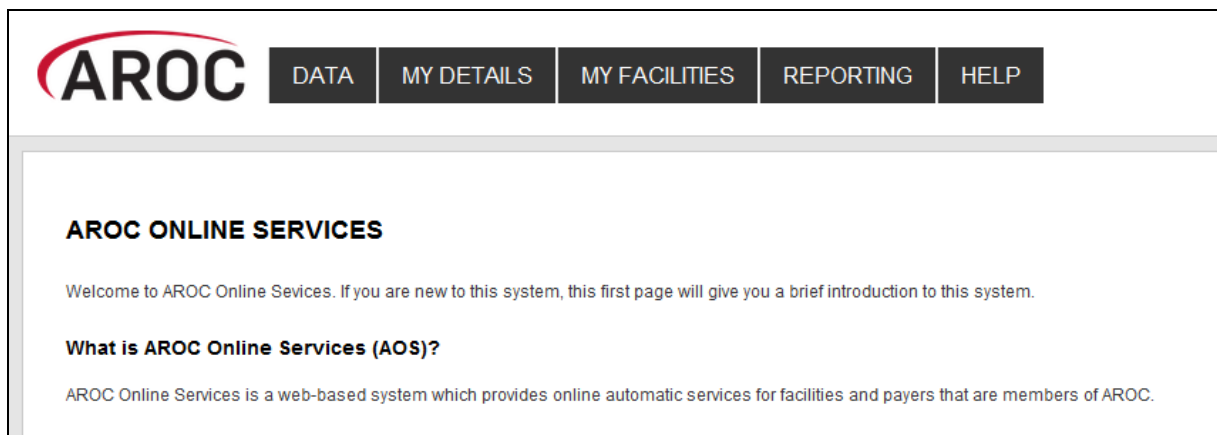 AROC DATA MY DETAILS MY FACILITIES REPORTING HELP
AROC ONLINE SERVICES
Welcome to AROC Online Sevices. If you are new to this system, this first page will give you a brief introduction to this system.
What is AROC Online Services (AOS)?
AROC Online Services is a web-based system which provides online automatic services for facilities and payers that are members of AROC.